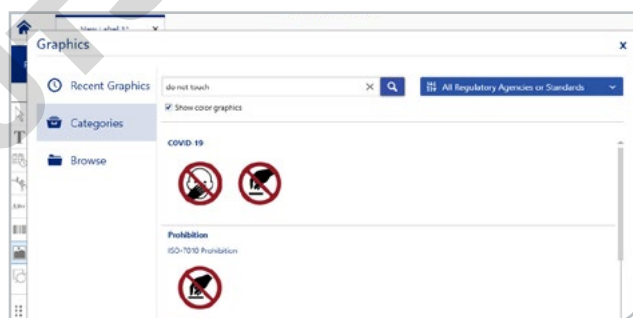 New Label (1) x
Graphics x
Recent Graphics
Categories
Browse
do not touch
All Regulatory Agencies or Standards
Show color graphics
COVID-19
Prohibition
ISO-7010 Prohibition